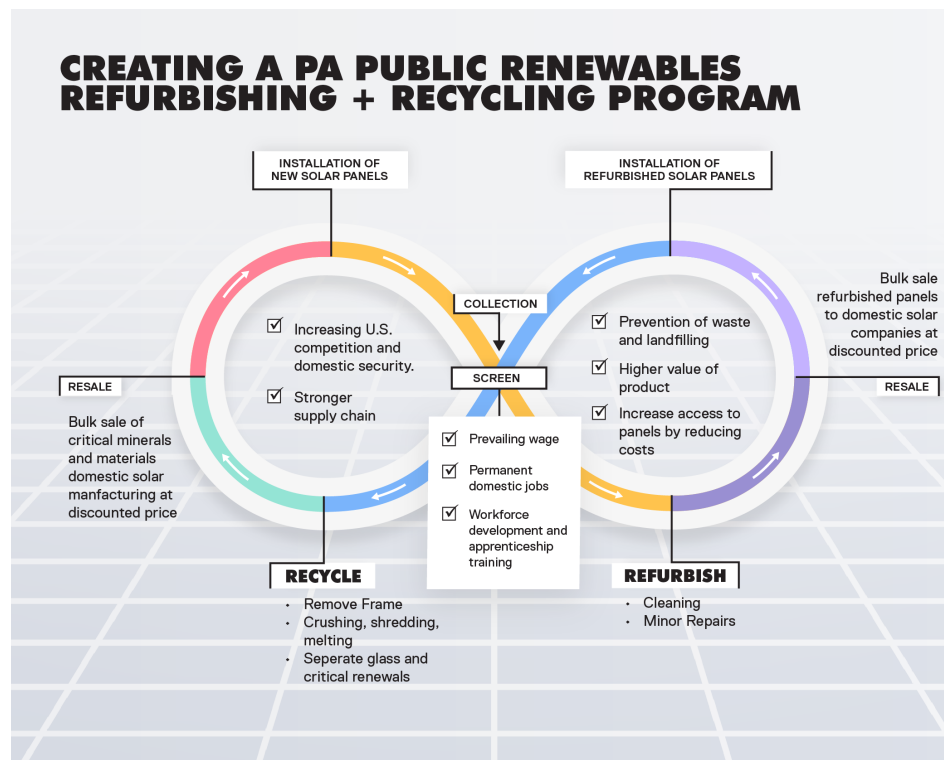 CREATING A PA PUBLIC RENEWABLES
REFURBISHING + RECYCLING PROGRAM
INSTALLATION OF
NEW SOLAR PANELS
INSTALLATION OF
REFURBISHED SOLAR PANELS
COLLECTION
SCREEN
Increasing U.S.
competition and
domestic security.
Stronger
supply chain
Prevention of waste
and landfilling
Higher value of
product
Increase access to
panels by reducing
costs
Bulk sale
refurbished panels
to domestic solar
companies at
discounted price
RESALE
RESALE
Bulk sale of
critical minerals
and materials
domestic solar
manfacturing at
discounted price
Prevailing wage
Permanent
domestic jobs
Workforce
development and
apprenticeship
training
RECYCLE
• Remove Frame
• Crushing, shredding,
melting
• Seperate glass and
critical renewals
REFURBISH
• Cleaning
• Minor Repairs